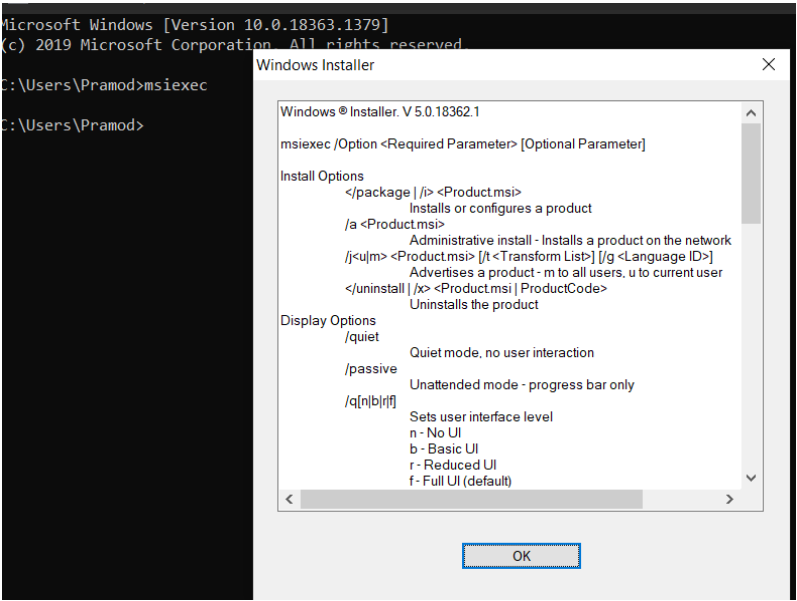 Microsoft Windows [Version 10.0.18363.1379]
(c) 2019 Microsoft Corporation. All rights reserved.
C:\Users\Pramod>msiexec
C:\Users\Pramod>
Windows Installer
Windows ® Installer. V 5.0.18362.1
msiexec /Option <Required Parameter> [Optional Parameter]
Install Options
</package | /i> <Product.msi>
Installs or configures a product
/a <Product.msi>
Administrative install - Installs a product on the network
/j<u|m> <Product.msi> [/t <Transform List>] [/g <Language ID>]
Advertises a product - m to all users, u to current user
</uninstall | /x> <Product.msi | ProductCode>
Uninstalls the product
Display Options
/quiet
Quiet mode, no user interaction
/passive
Unattended mode - progress bar only
/q[n|b|r|f]
Sets user interface level
n - No UI
b - Basic UI
r - Reduced UI
f - Full UI (default)
OK